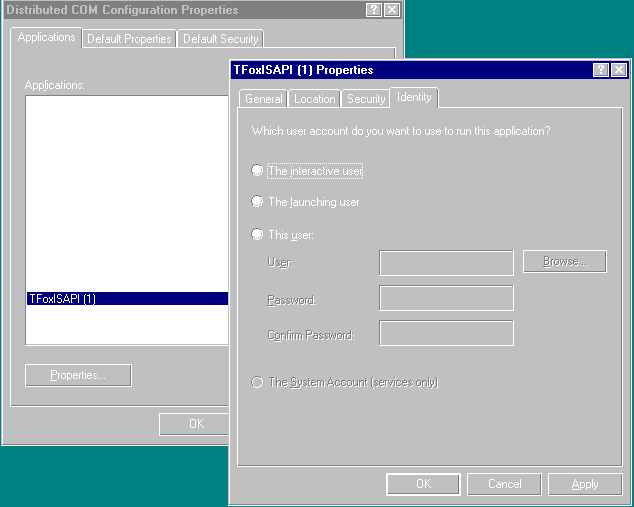 Distributed COM Configuration Properties
Applications Default Properties Default Security
Applications:
TFoxISAPI (1)
Properties...
OK
TFoxISAPI (1) Properties
General Location Security Identity
Which user account do you want to use to run this application?
The interactive user
The launching user
This user:
User:
Browse...
Password:
Confirm Password:
The System Account (services only)
OK Cancel Apply